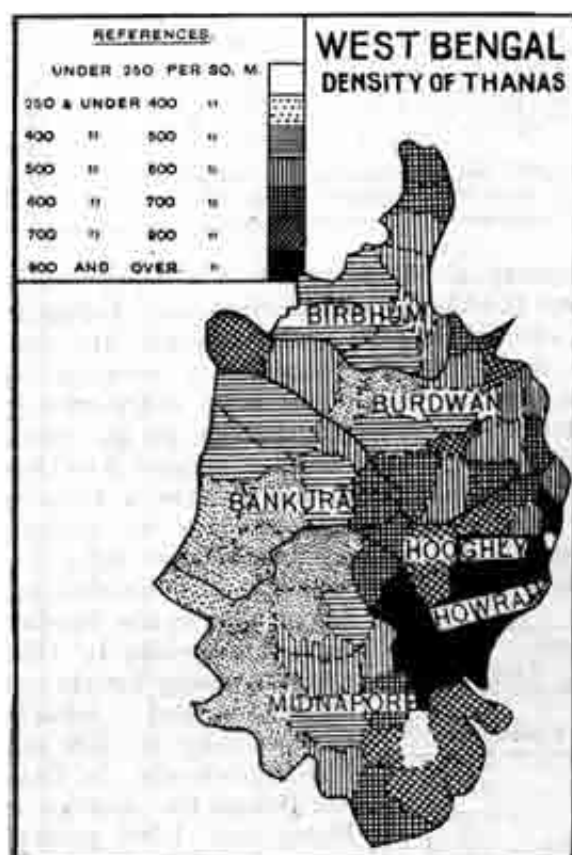 REFERENCES.
UNDER 250 PER SQ. M.
250 & UNDER 400 "
400 " 500 "
500 " 600 "
600 " 700 "
700 " 900 "
900 AND OVER. "
WEST BENGAL
DENSITY OF THANAS
BIRBHUM
BURDWAN
BANKURA
HOOGHLY
HOWRAH
MIDNAPORE